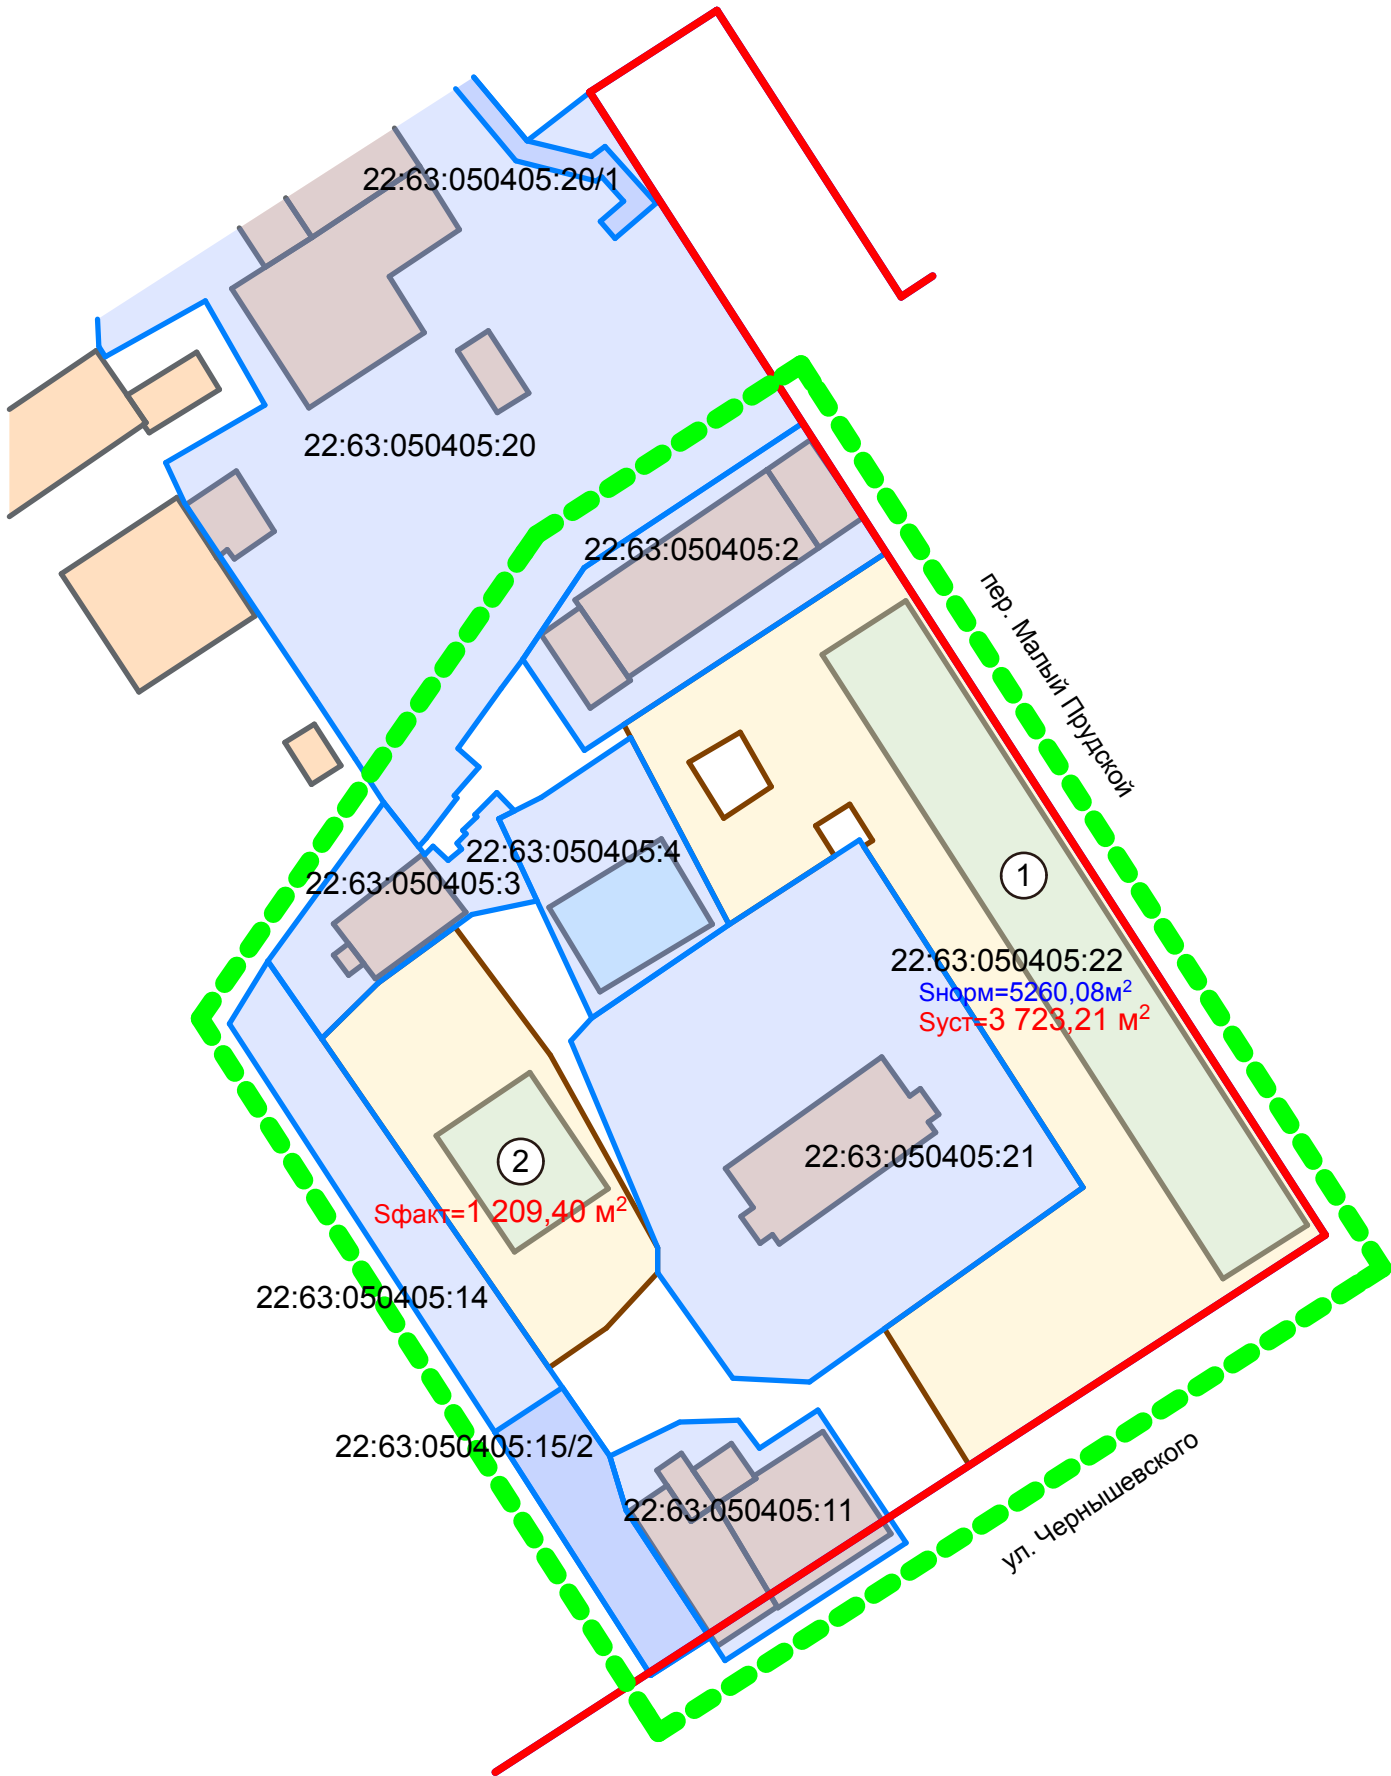 22:63:050405:20/1
22:63:050405:20
22:63:050405:2
пер. Малый Прудской
22:63:050405:4
22:63:050405:3
1
22:63:050405:22
Sнорм=5260,08м²
Sуст=3 723,21 м²
22:63:050405:21
2
Sфакт=1 209,40 м²
22:63:050405:14
22:63:050405:15/2
22:63:050405:11
ул. Чернышевского